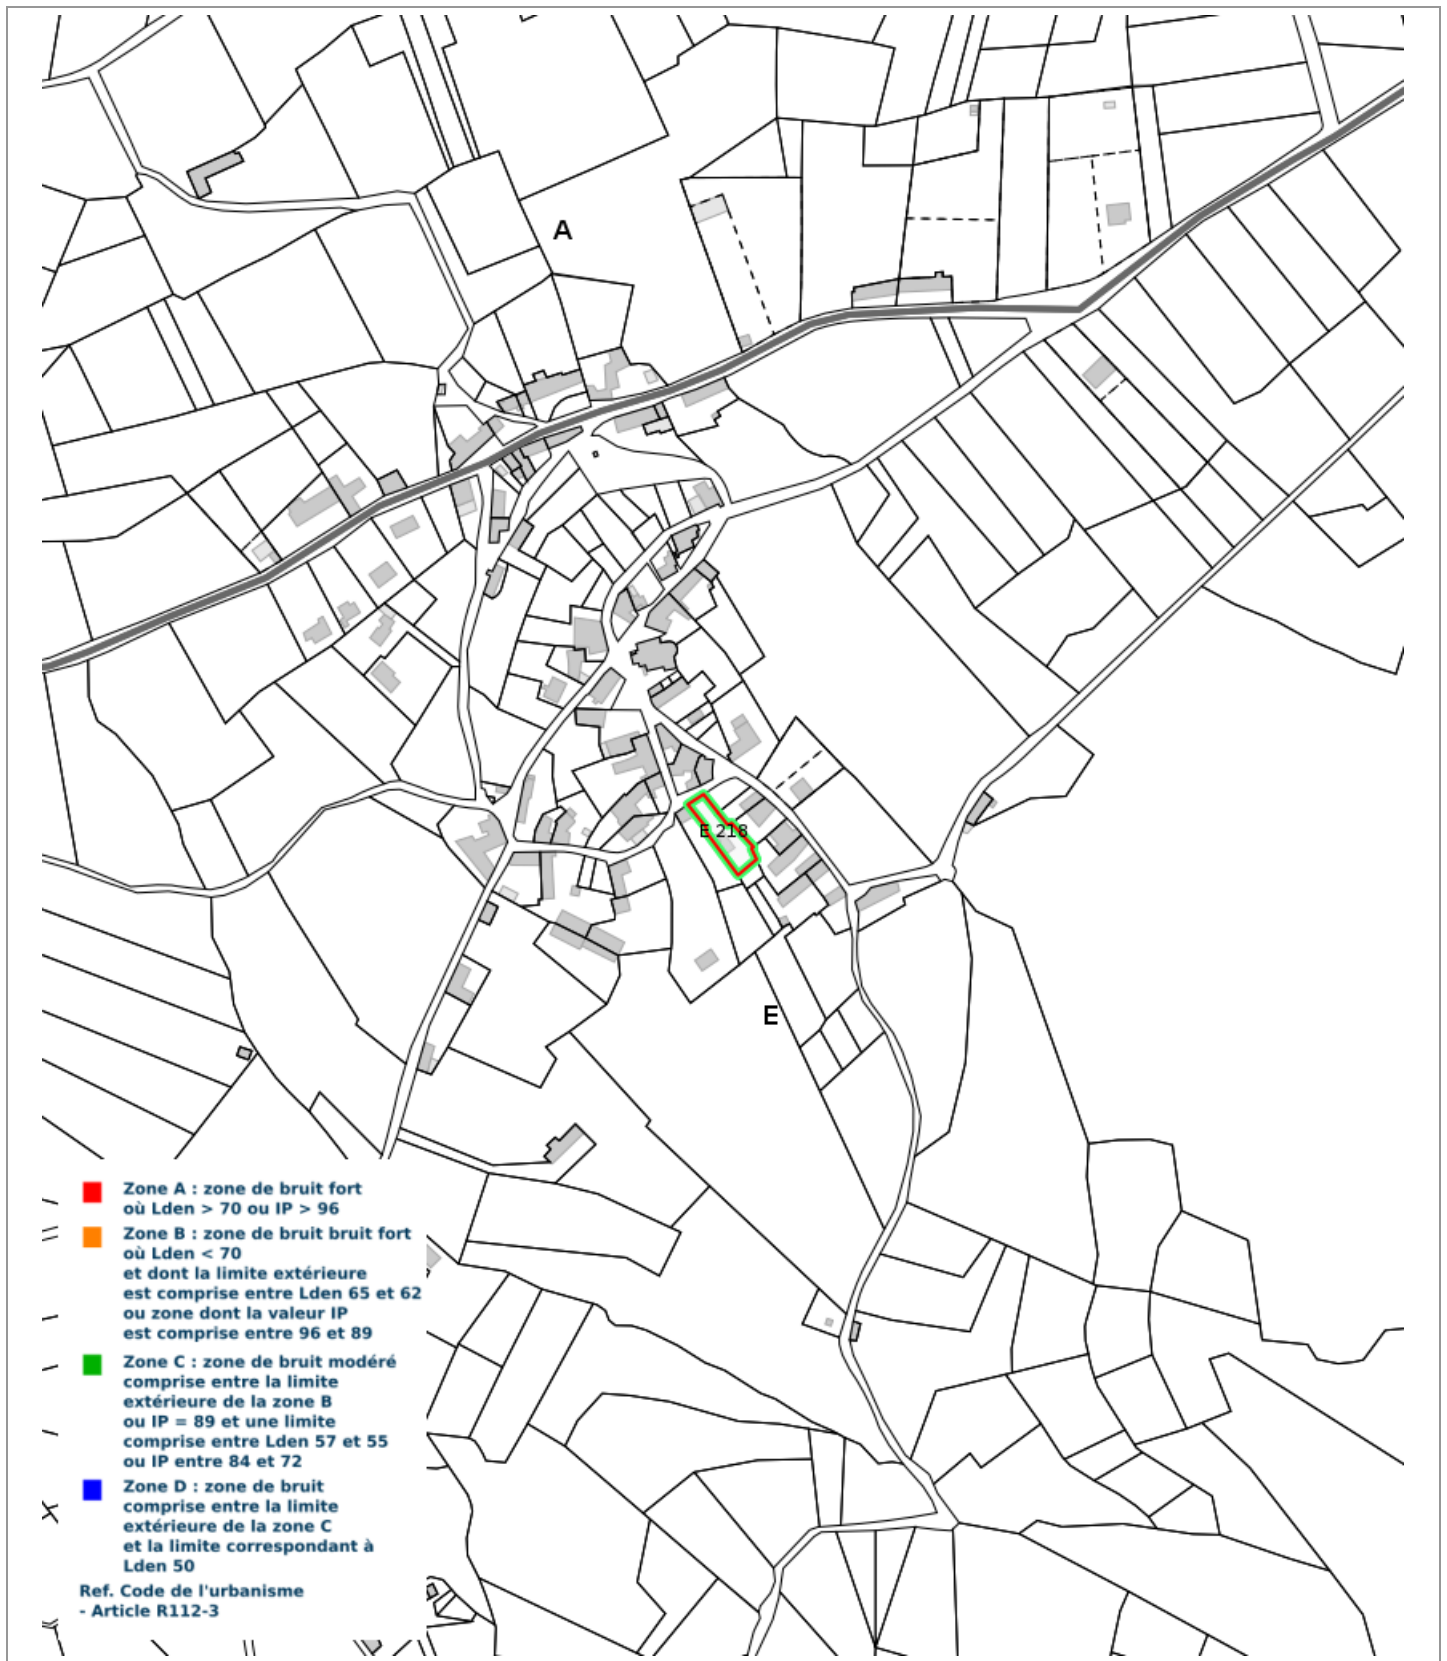 A
E 218
E
Zone A : zone de bruit fort
où Lden > 70 ou IP > 96
Zone B : zone de bruit bruit fort
où Lden < 70
et dont la limite extérieure
est comprise entre Lden 65 et 62
ou zone dont la valeur IP
est comprise entre 96 et 89
Zone C : zone de bruit modéré
comprise entre la limite
extérieure de la zone B
ou IP = 89 et une limite
comprise entre Lden 57 et 55
ou IP entre 84 et 72
Zone D : zone de bruit
comprise entre la limite
extérieure de la zone C
et la limite correspondant à
Lden 50
Ref. Code de l'urbanisme
- Article R112-3